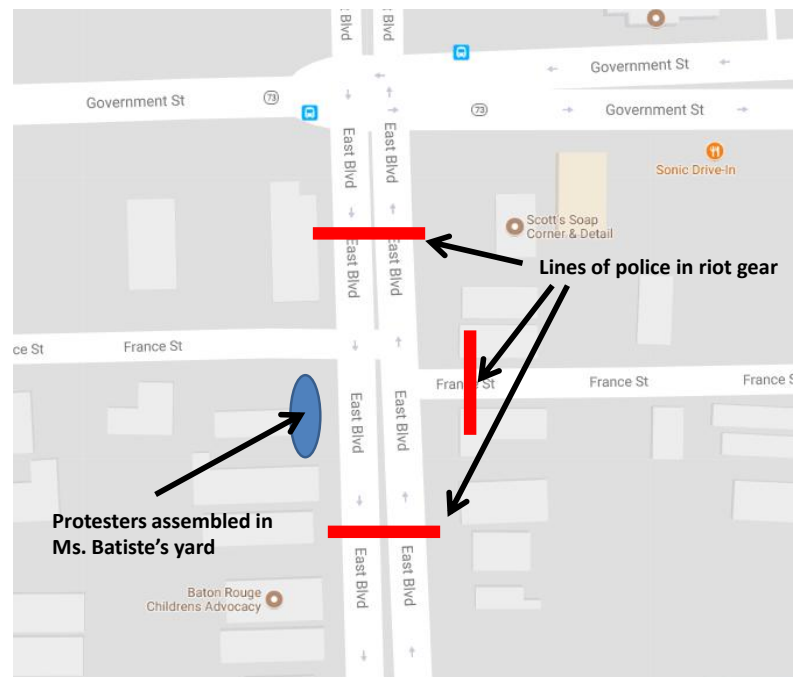 Blvd
Blvd
Government St
Government St
73
73
Government St
East Blvd
East Blvd
Sonic Drive-In
Scott's Soap
Corner & Detail
East Blvd
East Blvd
Lines of police in riot gear
ce St
France St
France St
France St
France S
East Blvd
East Blvd
Protesters assembled in
Ms. Batiste's yard
East Blvd
East Blvd
Baton Rouge
Childrens Advocacy